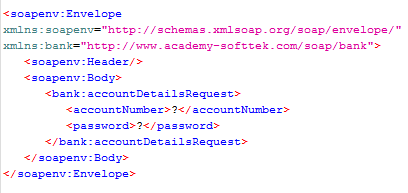 <soapenv:Envelope
xmlns:soapenv="http://schemas.xmlsoap.org/soap/envelope/"
xmlns:bank="http://www.academy-softtek.com/soap/bank">
<soapenv:Header/>
<soapenv:Body>
<bank:accountDetailsRequest>
<accountNumber>?</accountNumber>
<password>?</password>
</bank:accountDetailsRequest>
</soapenv:Body>
</soapenv:Envelope>